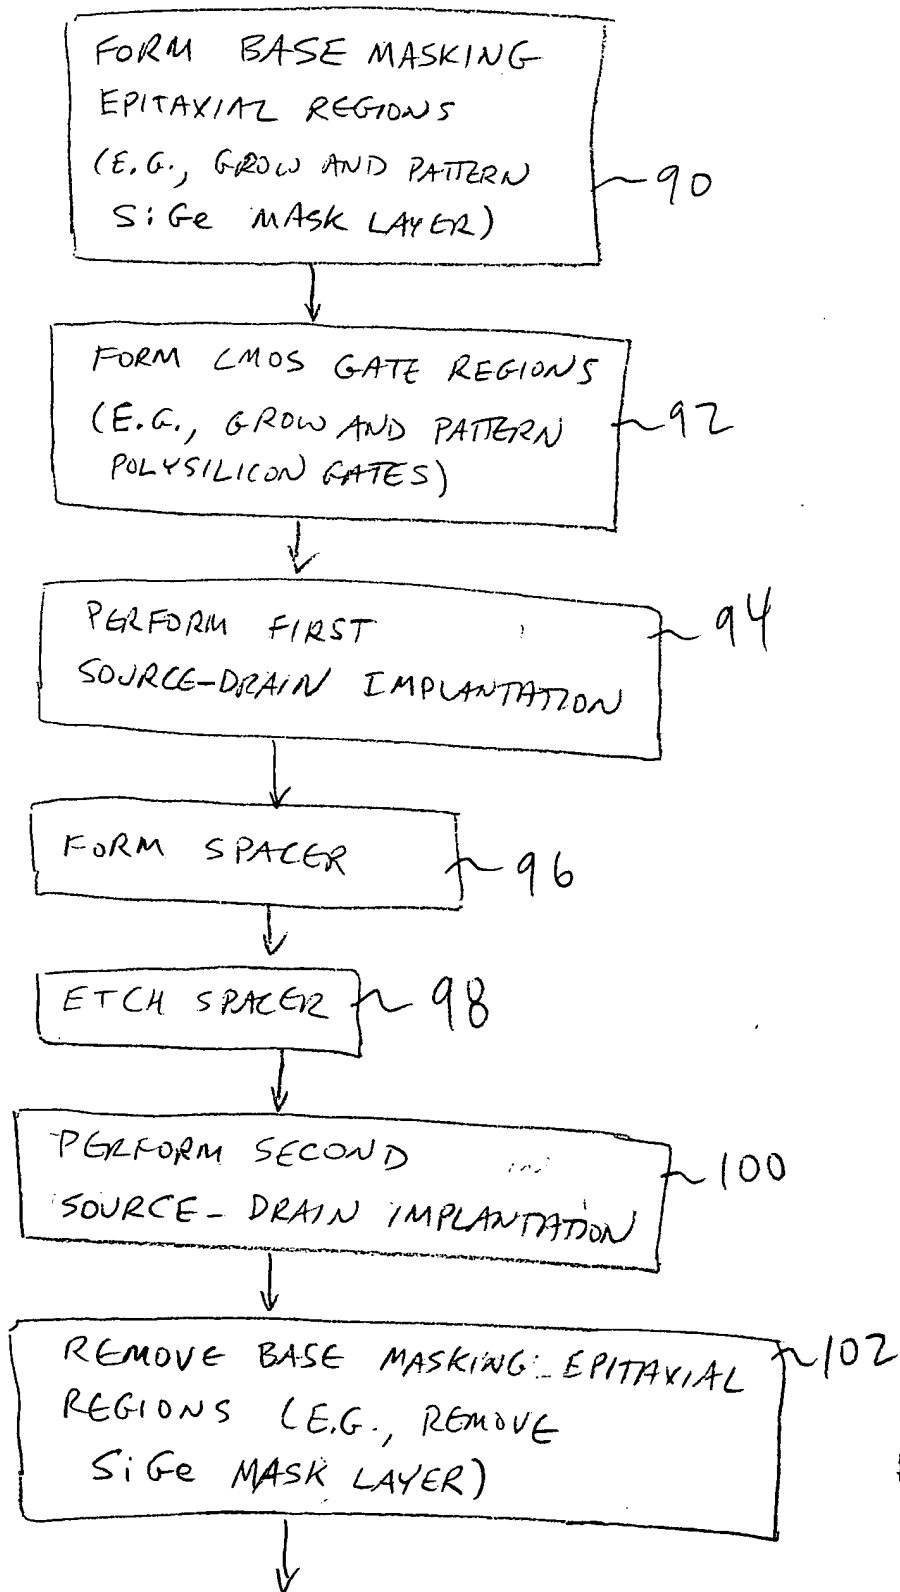 FORM BASE MASKING
EPITAXIAL REGIONS
(E.G., GROW AND PATTERN
SiGe MASK LAYER)
90
FORM CMOS GATE REGIONS
(E.G., GROW AND PATTERN
POLYSILICON GATES)
92
PERFORM FIRST
SOURCE-DRAIN IMPLANTATION
94
FORM SPACER
96
ETCH SPACER
98
PERFORM SECOND
SOURCE-DRAIN IMPLANTATION
100
REMOVE BASE MASKING EPITAXIAL
REGIONS (E.G., REMOVE
SiGe MASK LAYER)
102